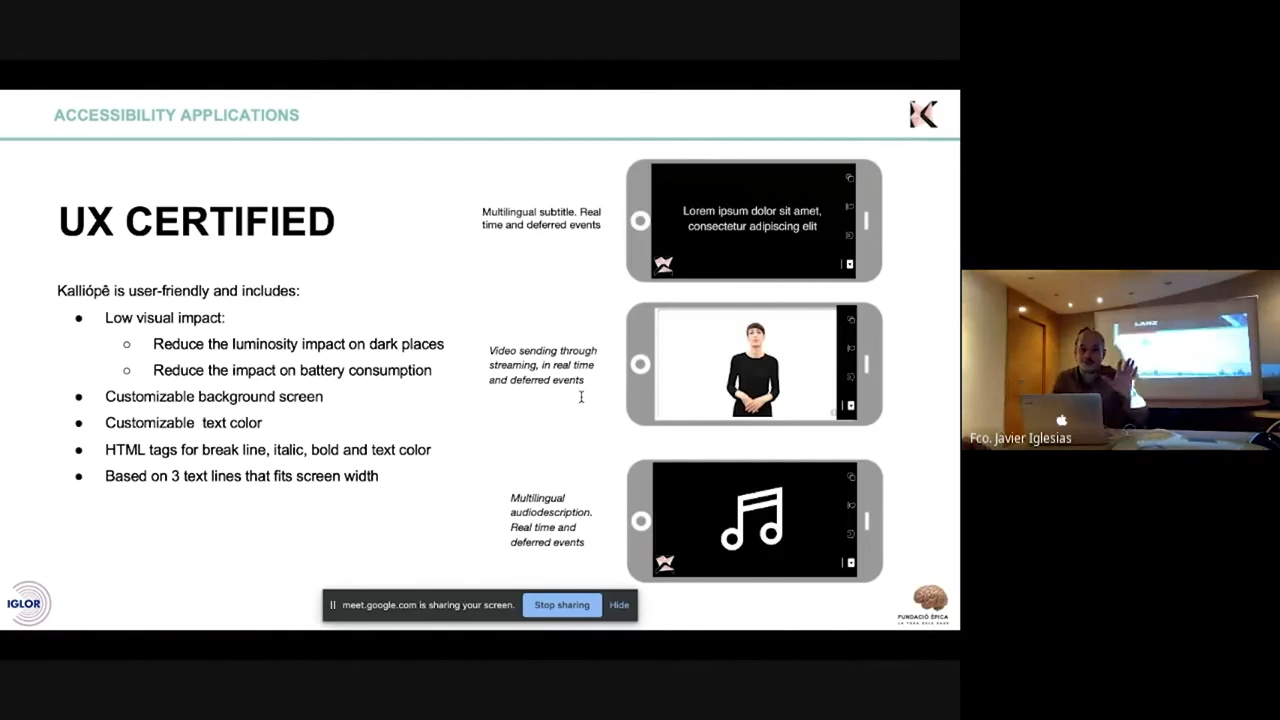 ACCESSIBILITY APPLICATIONS
K
UX CERTIFIED
Kalliópē is user-friendly and includes:
● Low visual impact:
○ Reduce the luminosity impact on dark places
○ Reduce the impact on battery consumption
● Customizable background screen
● Customizable  text color
● HTML tags for break line, italic, bold and text color
● Based on 3 text lines that fits screen width
Multilingual subtitle. Real
time and deferred events
Lorem ipsum dolor sit amet,
consectetur adipiscing elit
Video sending through
streaming, in real time
and deferred events
Multilingual
audiodescription.
Real time and
deferred events
IGLOR
meet.google.com is sharing your screen.
Stop sharing
Hide
FUNDACIÓ ÈPICA
LA FURA DELS BAUS
LANZ
Fco. Javier Iglesias